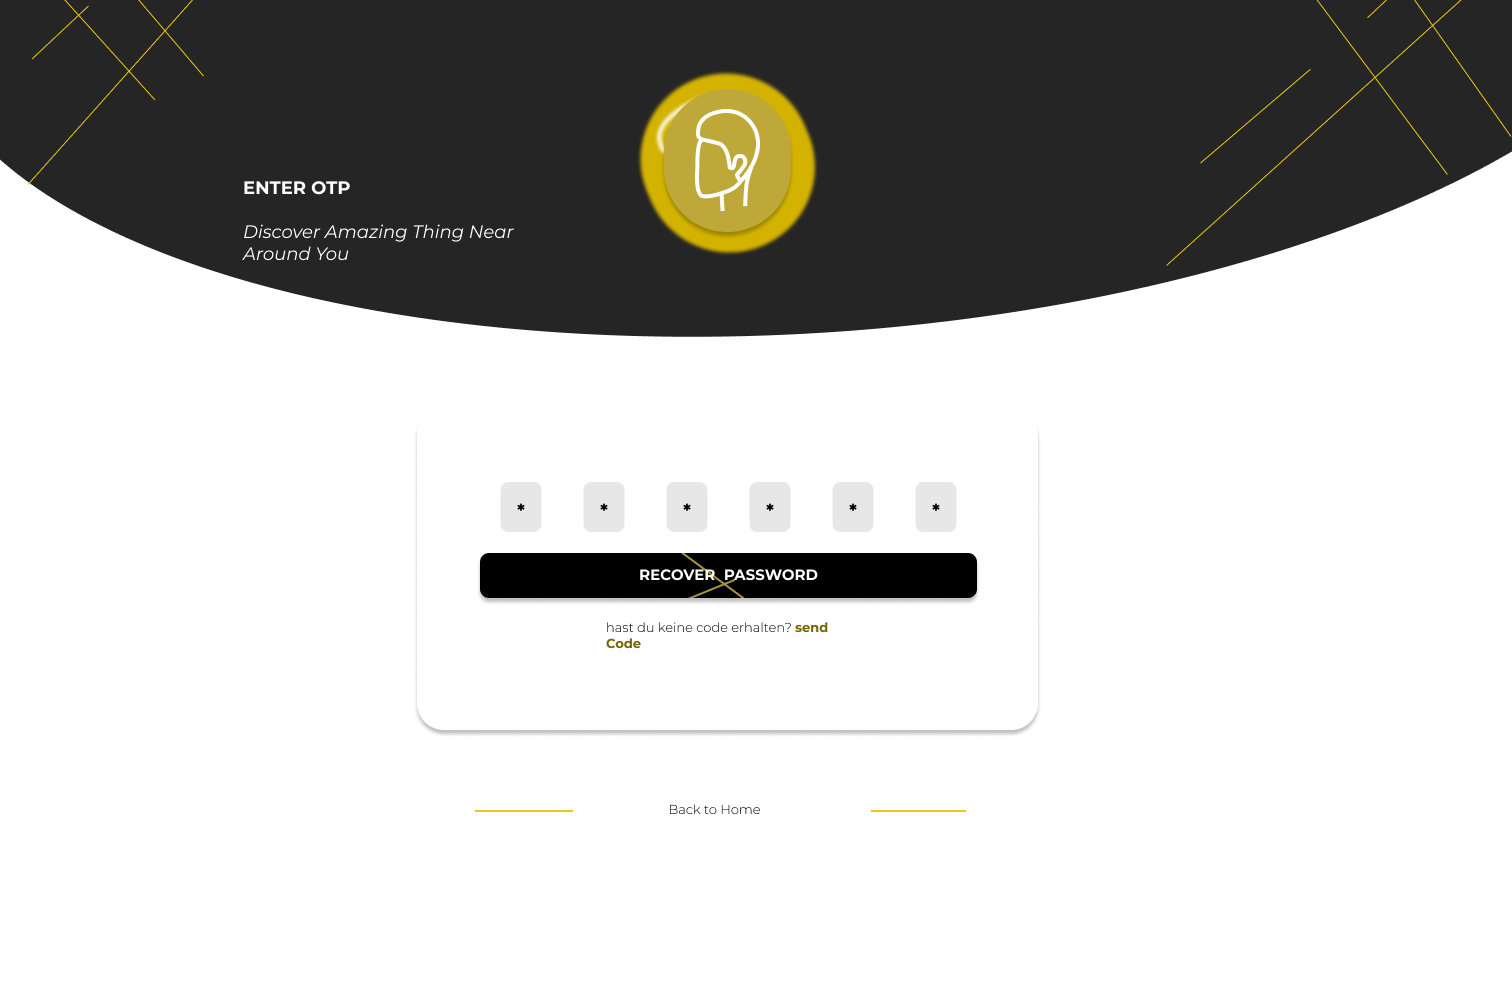 ENTER OTP
Discover Amazing Thing Near
Around You
* * * * * *
RECOVER PASSWORD
hast du keine code erhalten? send
Code
Back to Home